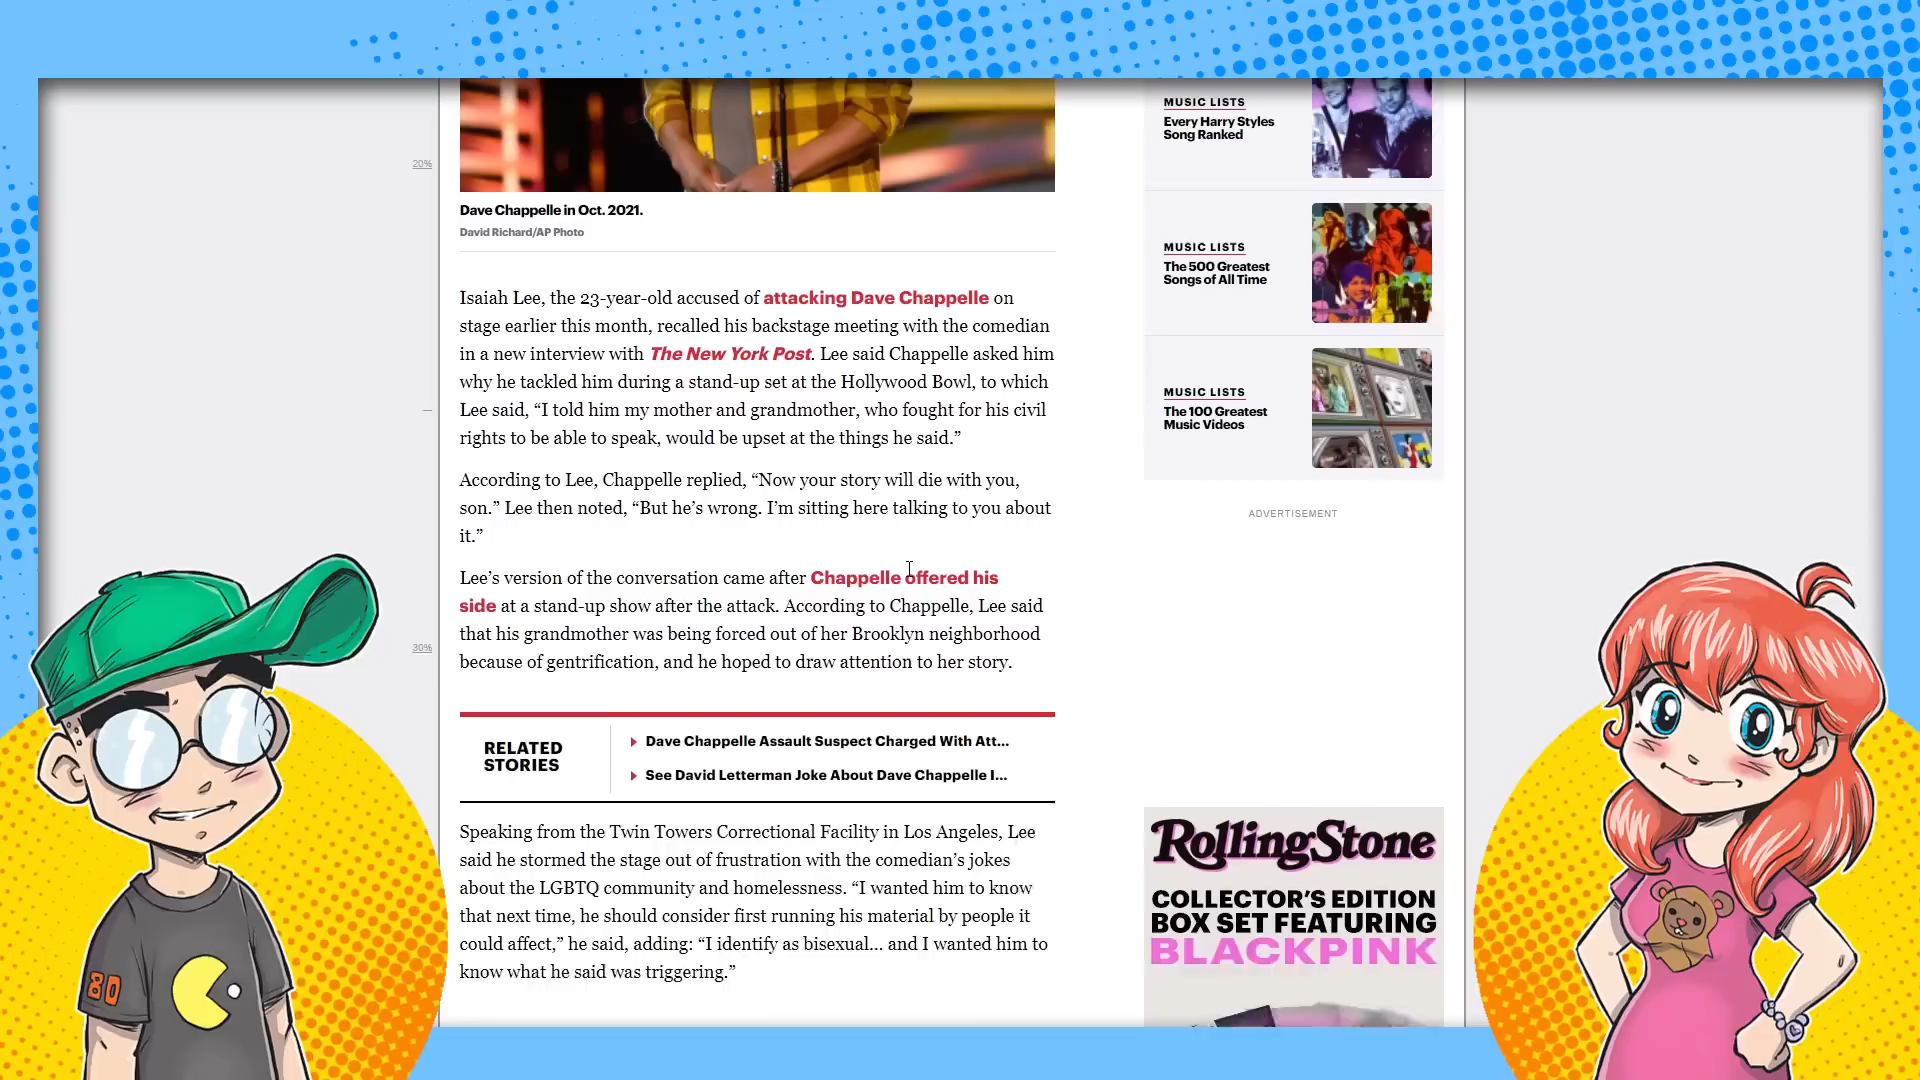 20%
Dave Chappelle in Oct. 2021.
David Richard/AP Photo
Isaiah Lee, the 23-year-old accused of attacking Dave Chappelle on
stage earlier this month, recalled his backstage meeting with the comedian
in a new interview with The New York Post. Lee said Chappelle asked him
why he tackled him during a stand-up set at the Hollywood Bowl, to which
Lee said, “I told him my mother and grandmother, who fought for his civil
rights to be able to speak, would be upset at the things he said.”
According to Lee, Chappelle replied, “Now your story will die with you,
son.” Lee then noted, “But he’s wrong. I’m sitting here talking to you about
it.”
Lee’s version of the conversation came after Chappelle offered his
side at a stand-up show after the attack. According to Chappelle, Lee said
that his grandmother was being forced out of her Brooklyn neighborhood
because of gentrification, and he hoped to draw attention to her story.
30%
RELATED
STORIES
Dave Chappelle Assault Suspect Charged With Att...
See David Letterman Joke About Dave Chappelle I...
Speaking from the Twin Towers Correctional Facility in Los Angeles, Lee
said he stormed the stage out of frustration with the comedian’s jokes
about the LGBTQ community and homelessness. “I wanted him to know
that next time, he should consider first running his material by people it
could affect,” he said, adding: “I identify as bisexual… and I wanted him to
know what he said was triggering.”
MUSIC LISTS
Every Harry Styles
Song Ranked
MUSIC LISTS
The 500 Greatest
Songs of All Time
MUSIC LISTS
The 100 Greatest
Music Videos
ADVERTISEMENT
RollingStone
COLLECTOR'S EDITION
BOX SET FEATURING
BLACKPINK
80